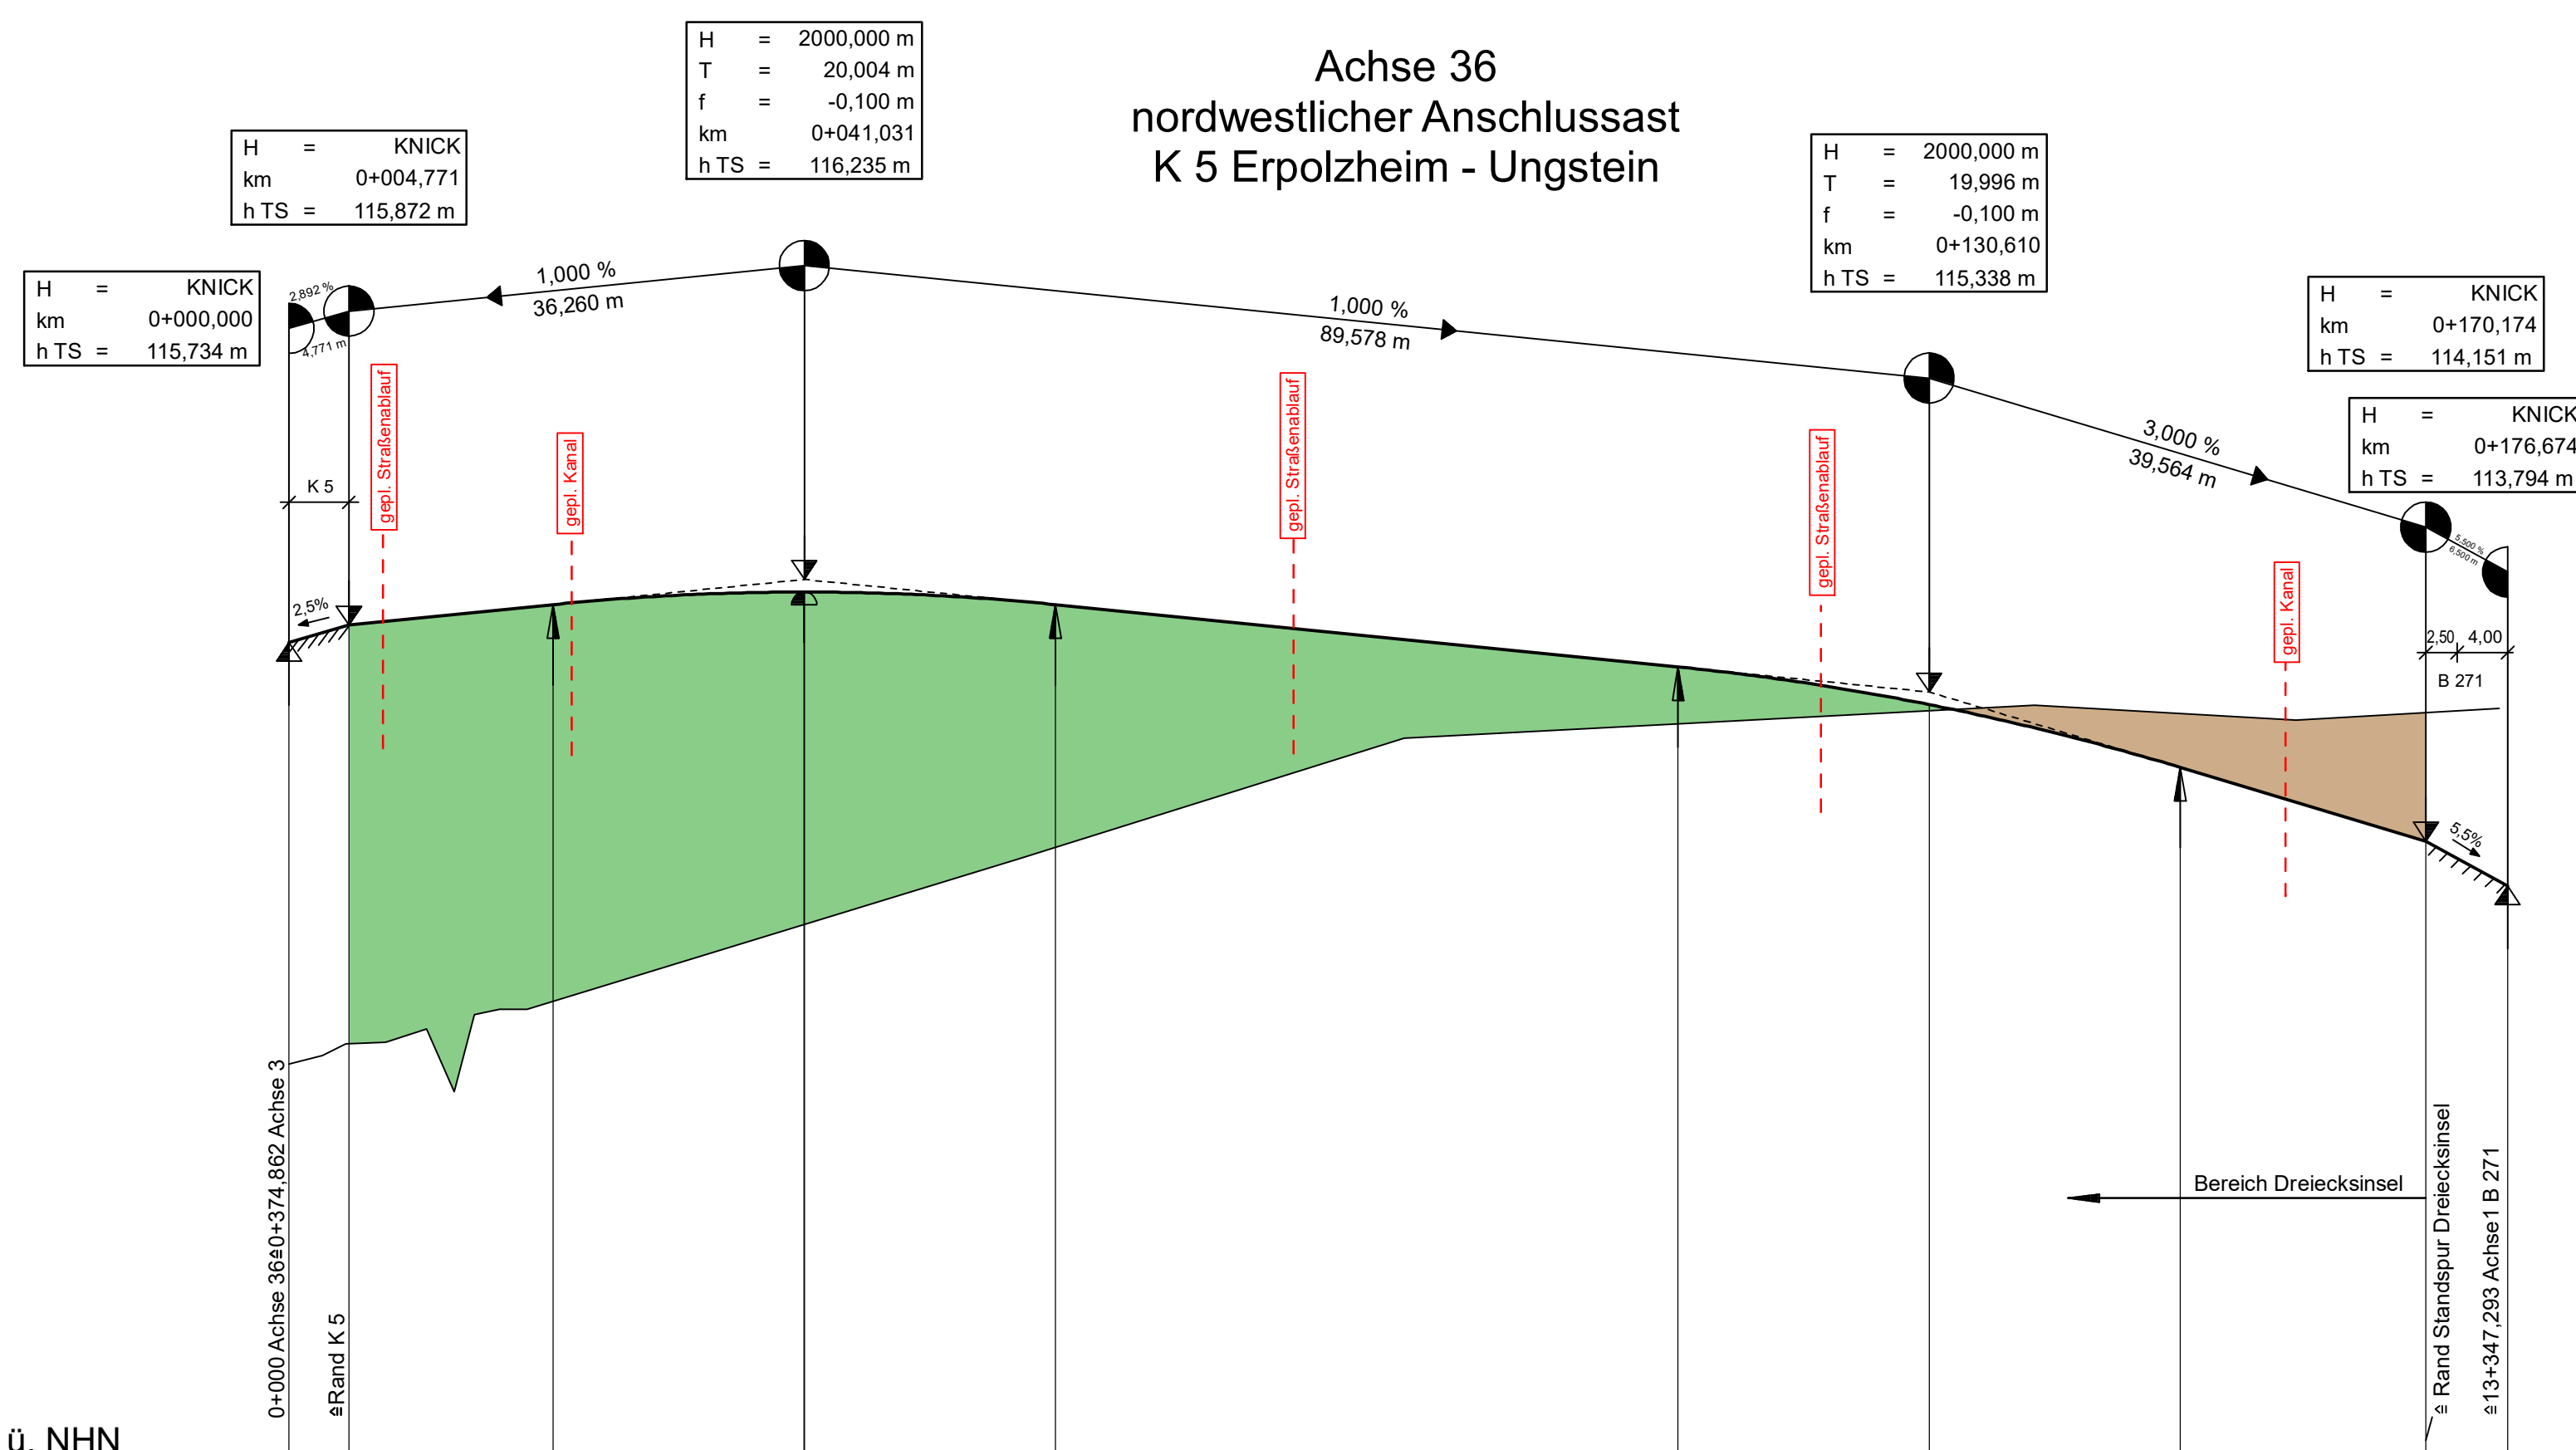 Achse 36
nordwestlicher Anschlussast
K 5 Erpolzheim - Ungstein
H = KNICK
km 0+000,000
h TS = 115,734 m
H = KNICK
km 0+004,771
h TS = 115,872 m
H = 2000,000 m
T = 20,004 m
f = -0,100 m
km 0+041,031
h TS = 116,235 m
H = 2000,000 m
T = 19,996 m
f = -0,100 m
km 0+130,610
h TS = 115,338 m
H = KNICK
km 0+170,174
h TS = 114,151 m
H = KNICK
km 0+176,674
h TS = 113,794 m
2,892 %
4,771 m
1,000 %
36,260 m
1,000 %
89,578 m
3,000 %
39,564 m
5,500 %
6,500 m
K 5
gepl. Straßenablauf
gepl. Kanal
gepl. Straßenablauf
gepl. Straßenablauf
gepl. Kanal
2,5%
2,50 4,00
B 271
5,5%
Bereich Dreiecksinsel
0+000 Achse 36≙0+374,862 Achse 3
≙Rand K 5
≙ Rand Standspur Dreiecksinsel
≙13+347,293 Achse1 B 271
ü. NHN